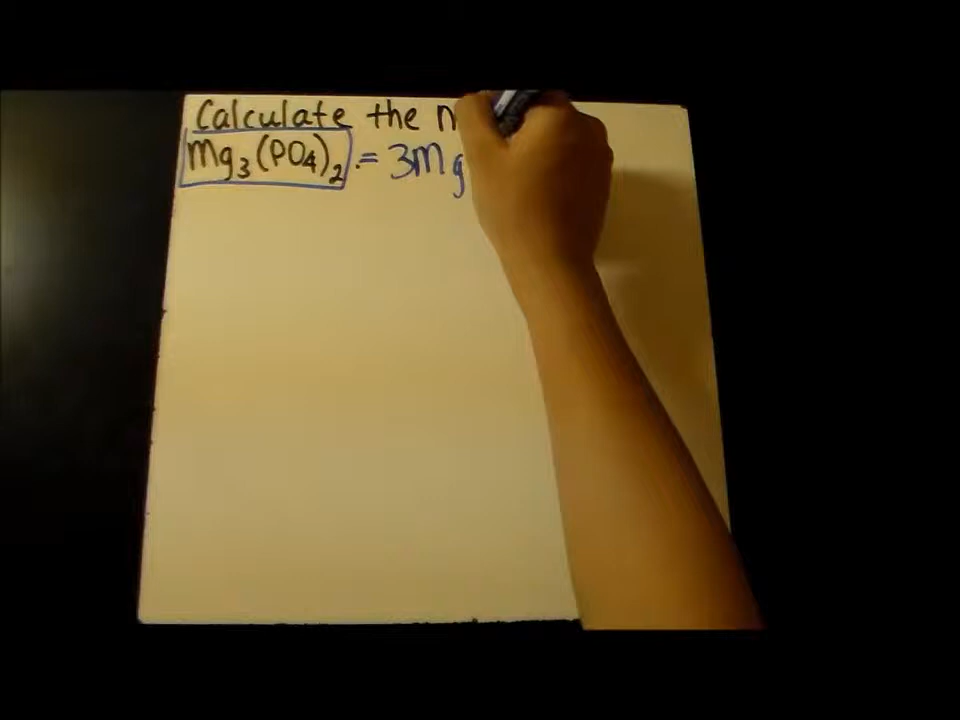 Calculate the
Mg₃(PO₄)₂ = 3Mg